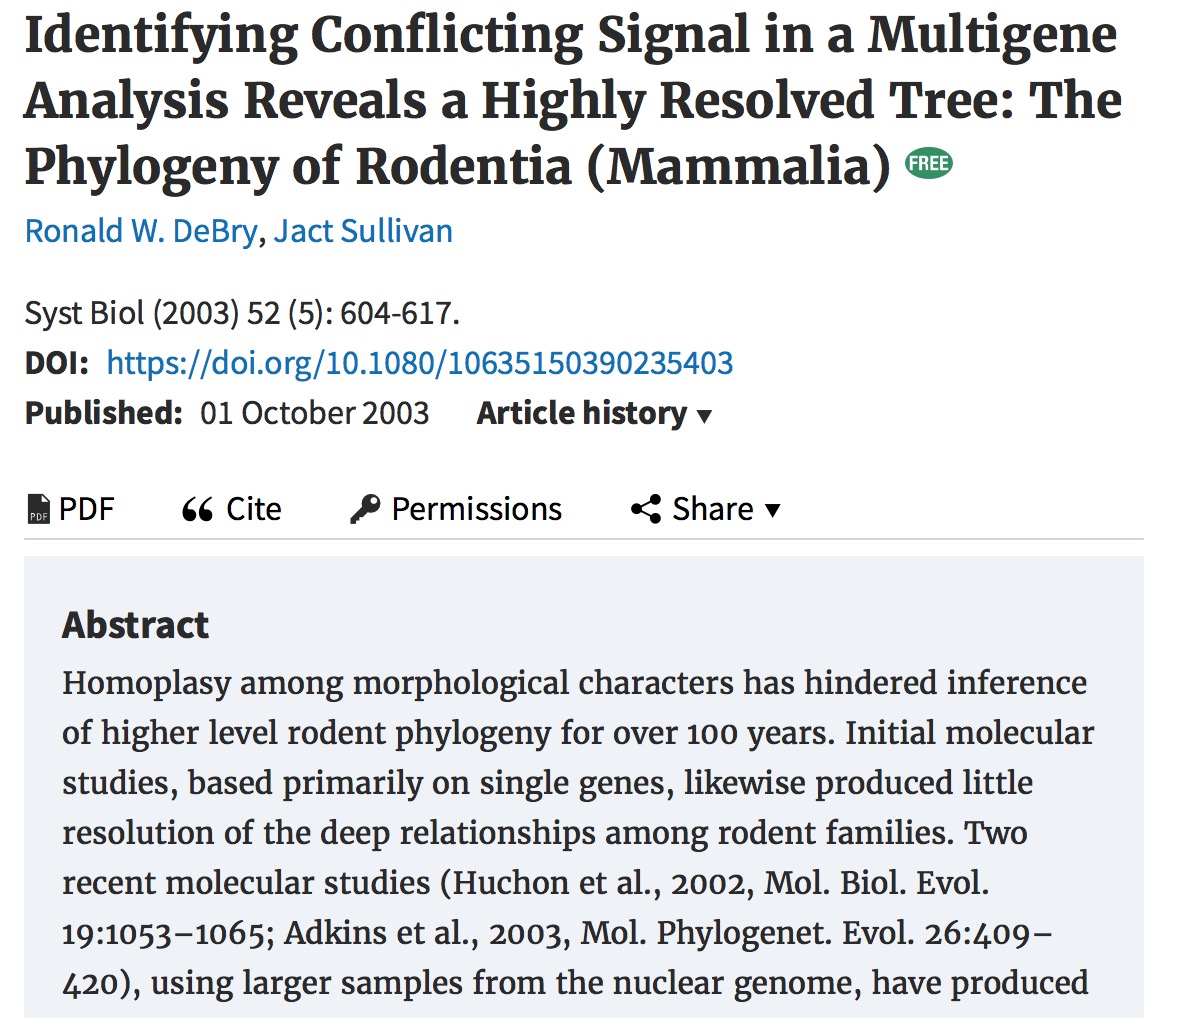 Identifying Conflicting Signal in a Multigene
Analysis Reveals a Highly Resolved Tree: The
Phylogeny of Rodentia (Mammalia) FREE
Ronald W. DeBry, Jact Sullivan
Syst Biol (2003) 52 (5): 604-617.
DOI: https://doi.org/10.1080/10635150390235403
Published: 01 October 2003 Article history ▼
PDF PDF Cite Permissions Share ▼
Abstract
Homoplasy among morphological characters has hindered inference
of higher level rodent phylogeny for over 100 years. Initial molecular
studies, based primarily on single genes, likewise produced little
resolution of the deep relationships among rodent families. Two
recent molecular studies (Huchon et al., 2002, Mol. Biol. Evol.
19:1053–1065; Adkins et al., 2003, Mol. Phylogenet. Evol. 26:409–
420), using larger samples from the nuclear genome, have produced